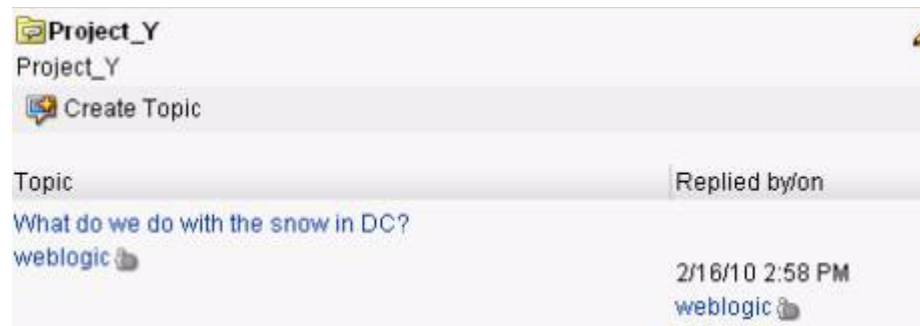 Project_Y
Project_Y
Create Topic
Topic
Replied by/on
What do we do with the snow in DC?
weblogic
2/16/10 2:58 PM
weblogic